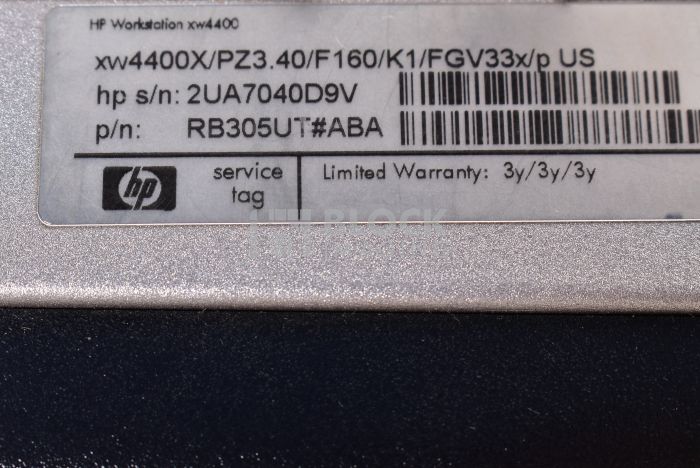 HP Workstation xw4400
xw4400X/PZ3.40/F160/K1/FGV33x/p US
hp s/n: 2UA7040D9V
p/n: RB305UT#ABA
hp
service
tag
Limited Warranty: 3y/3y/3y
BLOCK